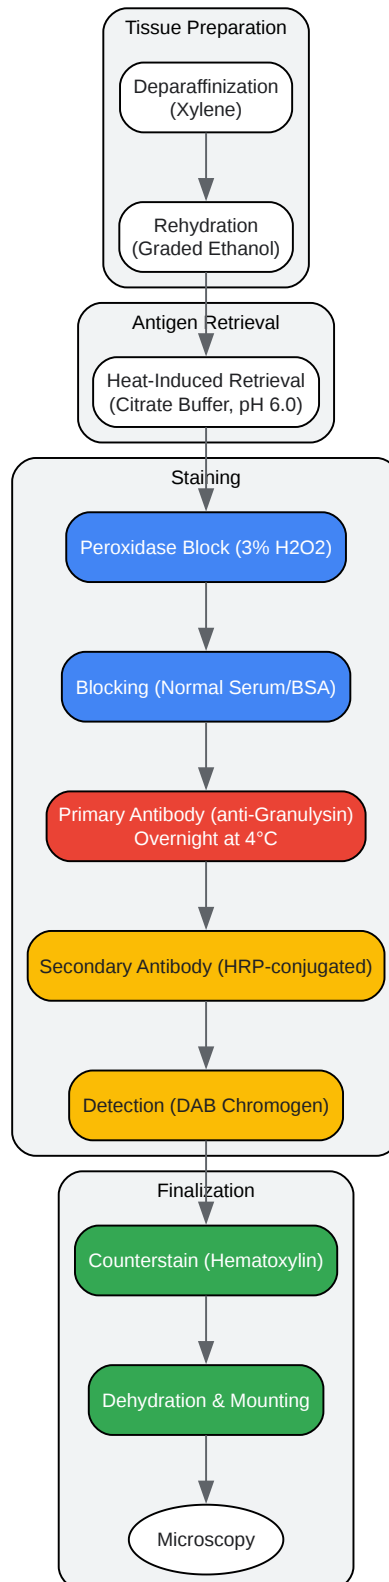 Tissue Preparation
Deparaffinization
(Xylene)
Rehydration
(Graded Ethanol)
Antigen Retrieval
Heat-Induced Retrieval
(Citrate Buffer, pH 6.0)
Staining
Peroxidase Block (3% H2O2)
Blocking (Normal Serum/BSA)
Primary Antibody (anti-Granulysin)
Overnight at 4°C
Secondary Antibody (HRP-conjugated)
Detection (DAB Chromogen)
Finalization
Counterstain (Hematoxylin)
Dehydration & Mounting
Microscopy